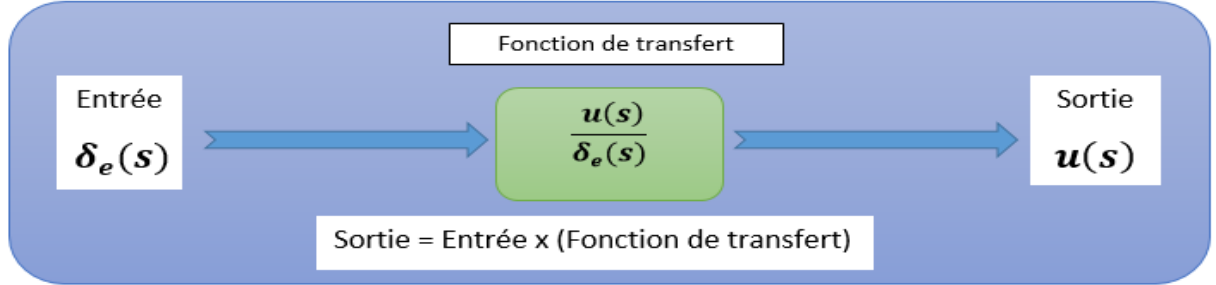 Fonction de transfert
Entrée
δₑ(s)
u(s)
δₑ(s)
Sortie
u(s)
Sortie = Entrée x (Fonction de transfert)